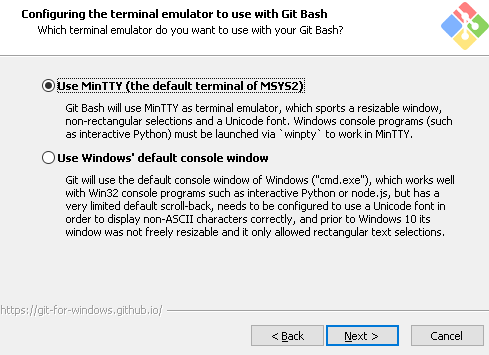 Configuring the terminal emulator to use with Git Bash
Which terminal emulator do you want to use with your Git Bash?
Use MinTTY (the default terminal of MSYS2)
Git Bash will use MinTTY as terminal emulator, which sports a resizable window,
non-rectangular selections and a Unicode font. Windows console programs (such
as interactive Python) must be launched via `winpty` to work in MinTTY.
Use Windows' default console window
Git will use the default console window of Windows ("cmd.exe"), which works well
with Win32 console programs such as interactive Python or node.js, but has a
very limited default scroll-back, needs to be configured to use a Unicode font in
order to display non-ASCII characters correctly, and prior to Windows 10 its
window was not freely resizable and it only allowed rectangular text selections.
https://git-for-windows.github.io/
< Back
Next >
Cancel